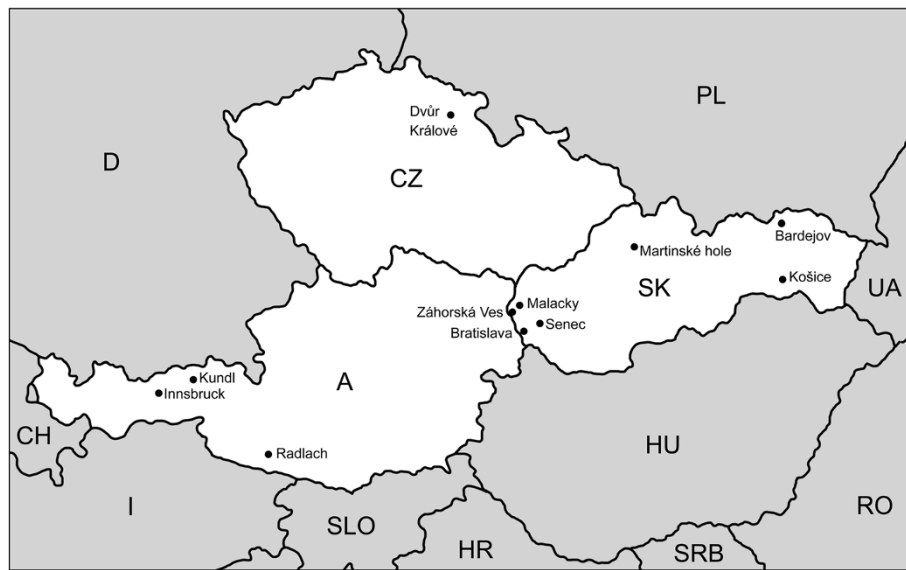 PL
Dvůr
Králové
D
CZ
Bardejov
Martinské hole
Košice
SK
UA
Malacky
Záhorská Ves
Senec
Bratislava
Kundl
Innsbruck
A
CH
HU
Radlach
I
RO
SLO
HR
SRB